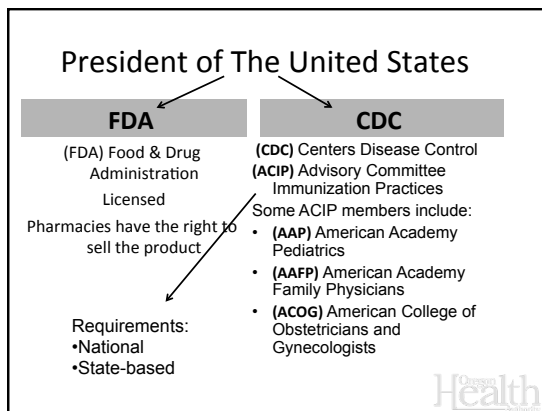 President of The United States
FDA
(FDA) Food & Drug
Administration
Licensed
Pharmacies have the right to
sell the product
Requirements:
•National
•State-based
CDC
(CDC) Centers Disease Control
(ACIP) Advisory Committee
Immunization Practices
Some ACIP members include:
• (AAP) American Academy
Pediatrics
• (AAFP) American Academy
Family Physicians
• (ACOG) American College of
Obstetricians and
Gynecologists
Oregon
Health